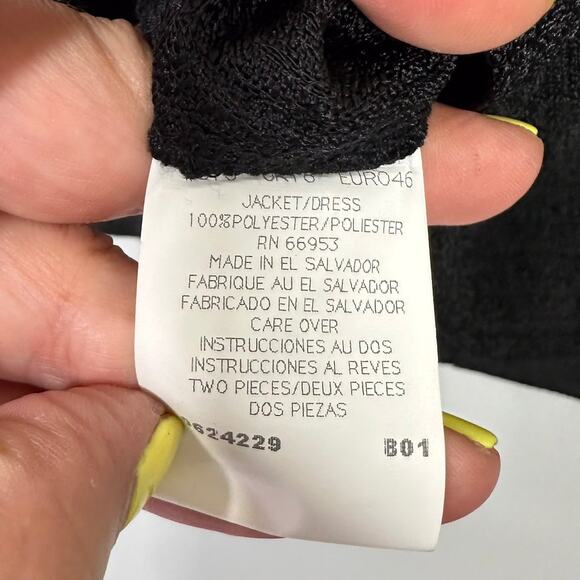 EURO46
JACKET/DRESS
100%POLYESTER/POLIESTER
RN 66953
MADE IN EL SALVADOR
FABRIQUE AU EL SALVADOR
FABRICADO EN EL SALVADOR
CARE OVER
INSTRUCCIONES AU DOS
INSTRUCCIONES AL REVES
TWO PIECES/DEUX PIECES
DOS PIEZAS
624229 B01